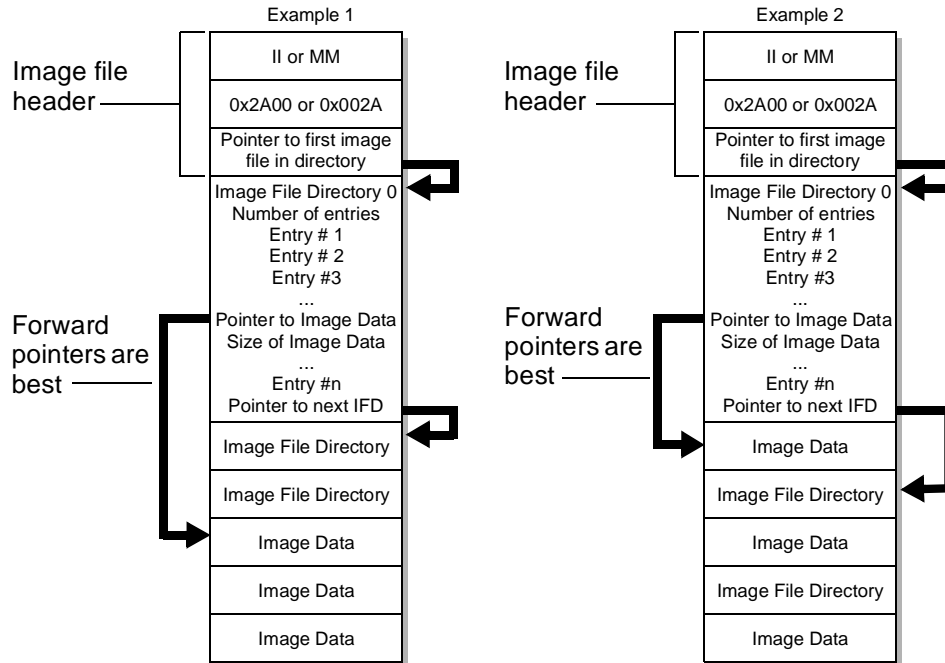 Example 1
Image file
header
II or MM
0x2A00 or 0x002A
Pointer to first image
file in directory
Image File Directory 0
Number of entries
Entry # 1
Entry # 2
Entry #3
...
Pointer to Image Data
Size of Image Data
...
Entry #n
Pointer to next IFD
Forward
pointers are
best
Image File Directory
Image File Directory
Image Data
Image Data
Image Data
Example 2
Image file
header
II or MM
0x2A00 or 0x002A
Pointer to first image
file in directory
Image File Directory 0
Number of entries
Entry # 1
Entry # 2
Entry #3
...
Pointer to Image Data
Size of Image Data
...
Entry #n
Pointer to next IFD
Forward
pointers are
best
Image Data
Image File Directory
Image Data
Image File Directory
Image Data